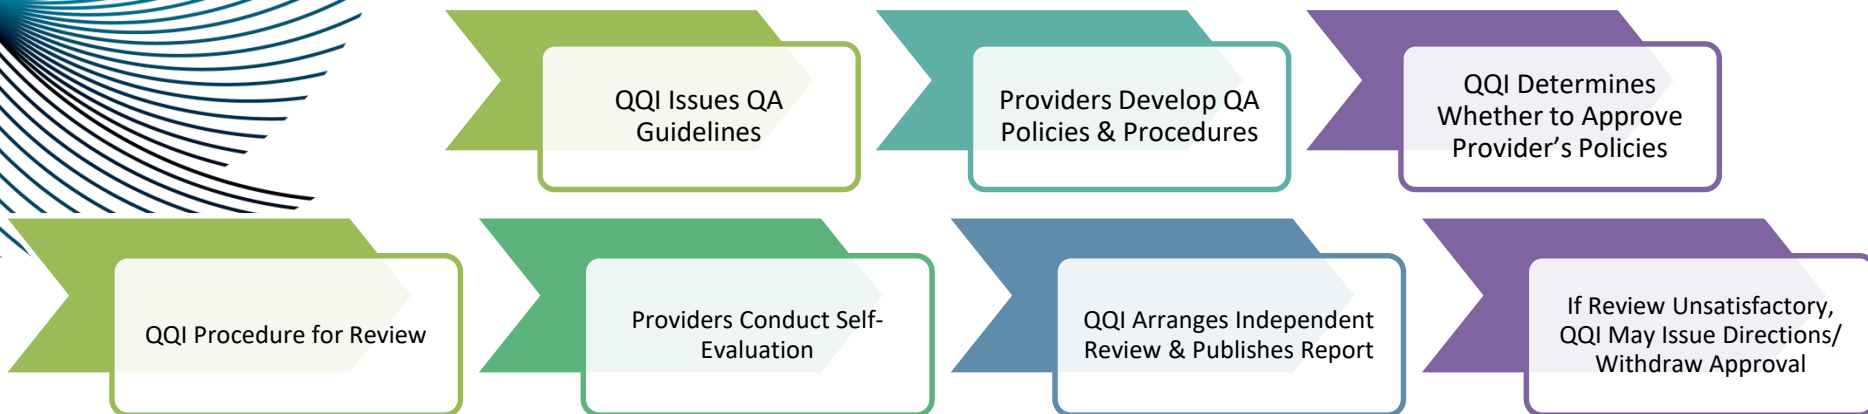 QQI Issues QA
Guidelines
Providers Develop QA
Policies & Procedures
QQI Determines
Whether to Approve
Provider’s Policies
QQI Procedure for Review
Providers Conduct Self-
Evaluation
QQI Arranges Independent
Review & Publishes Report
If Review Unsatisfactory,
QQI May Issue Directions/
Withdraw Approval